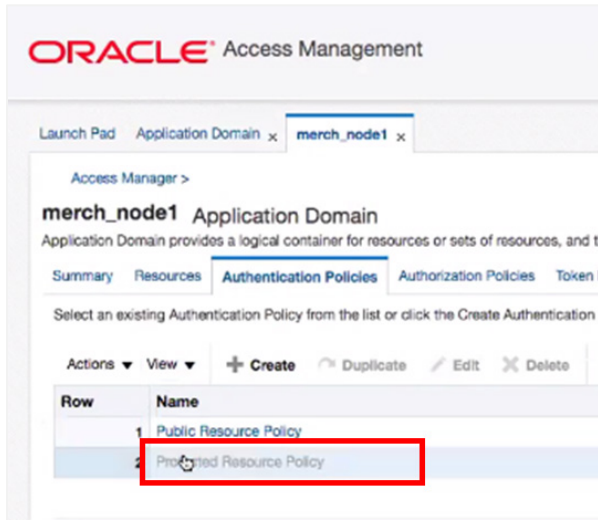 ORACLE Access Management
Launch Pad Application Domain x merch_node1 x
Access Manager >
merch_node1 Application Domain
Application Domain provides a logical container for resources or sets of resources, and t
Summary Resources Authentication Policies Authorization Policies Token
Select an existing Authentication Policy from the list or click the Create Authentication
Actions View Create Duplicate Edit Delete
Row Name
1 Public Resource Policy
2 Protected Resource Policy